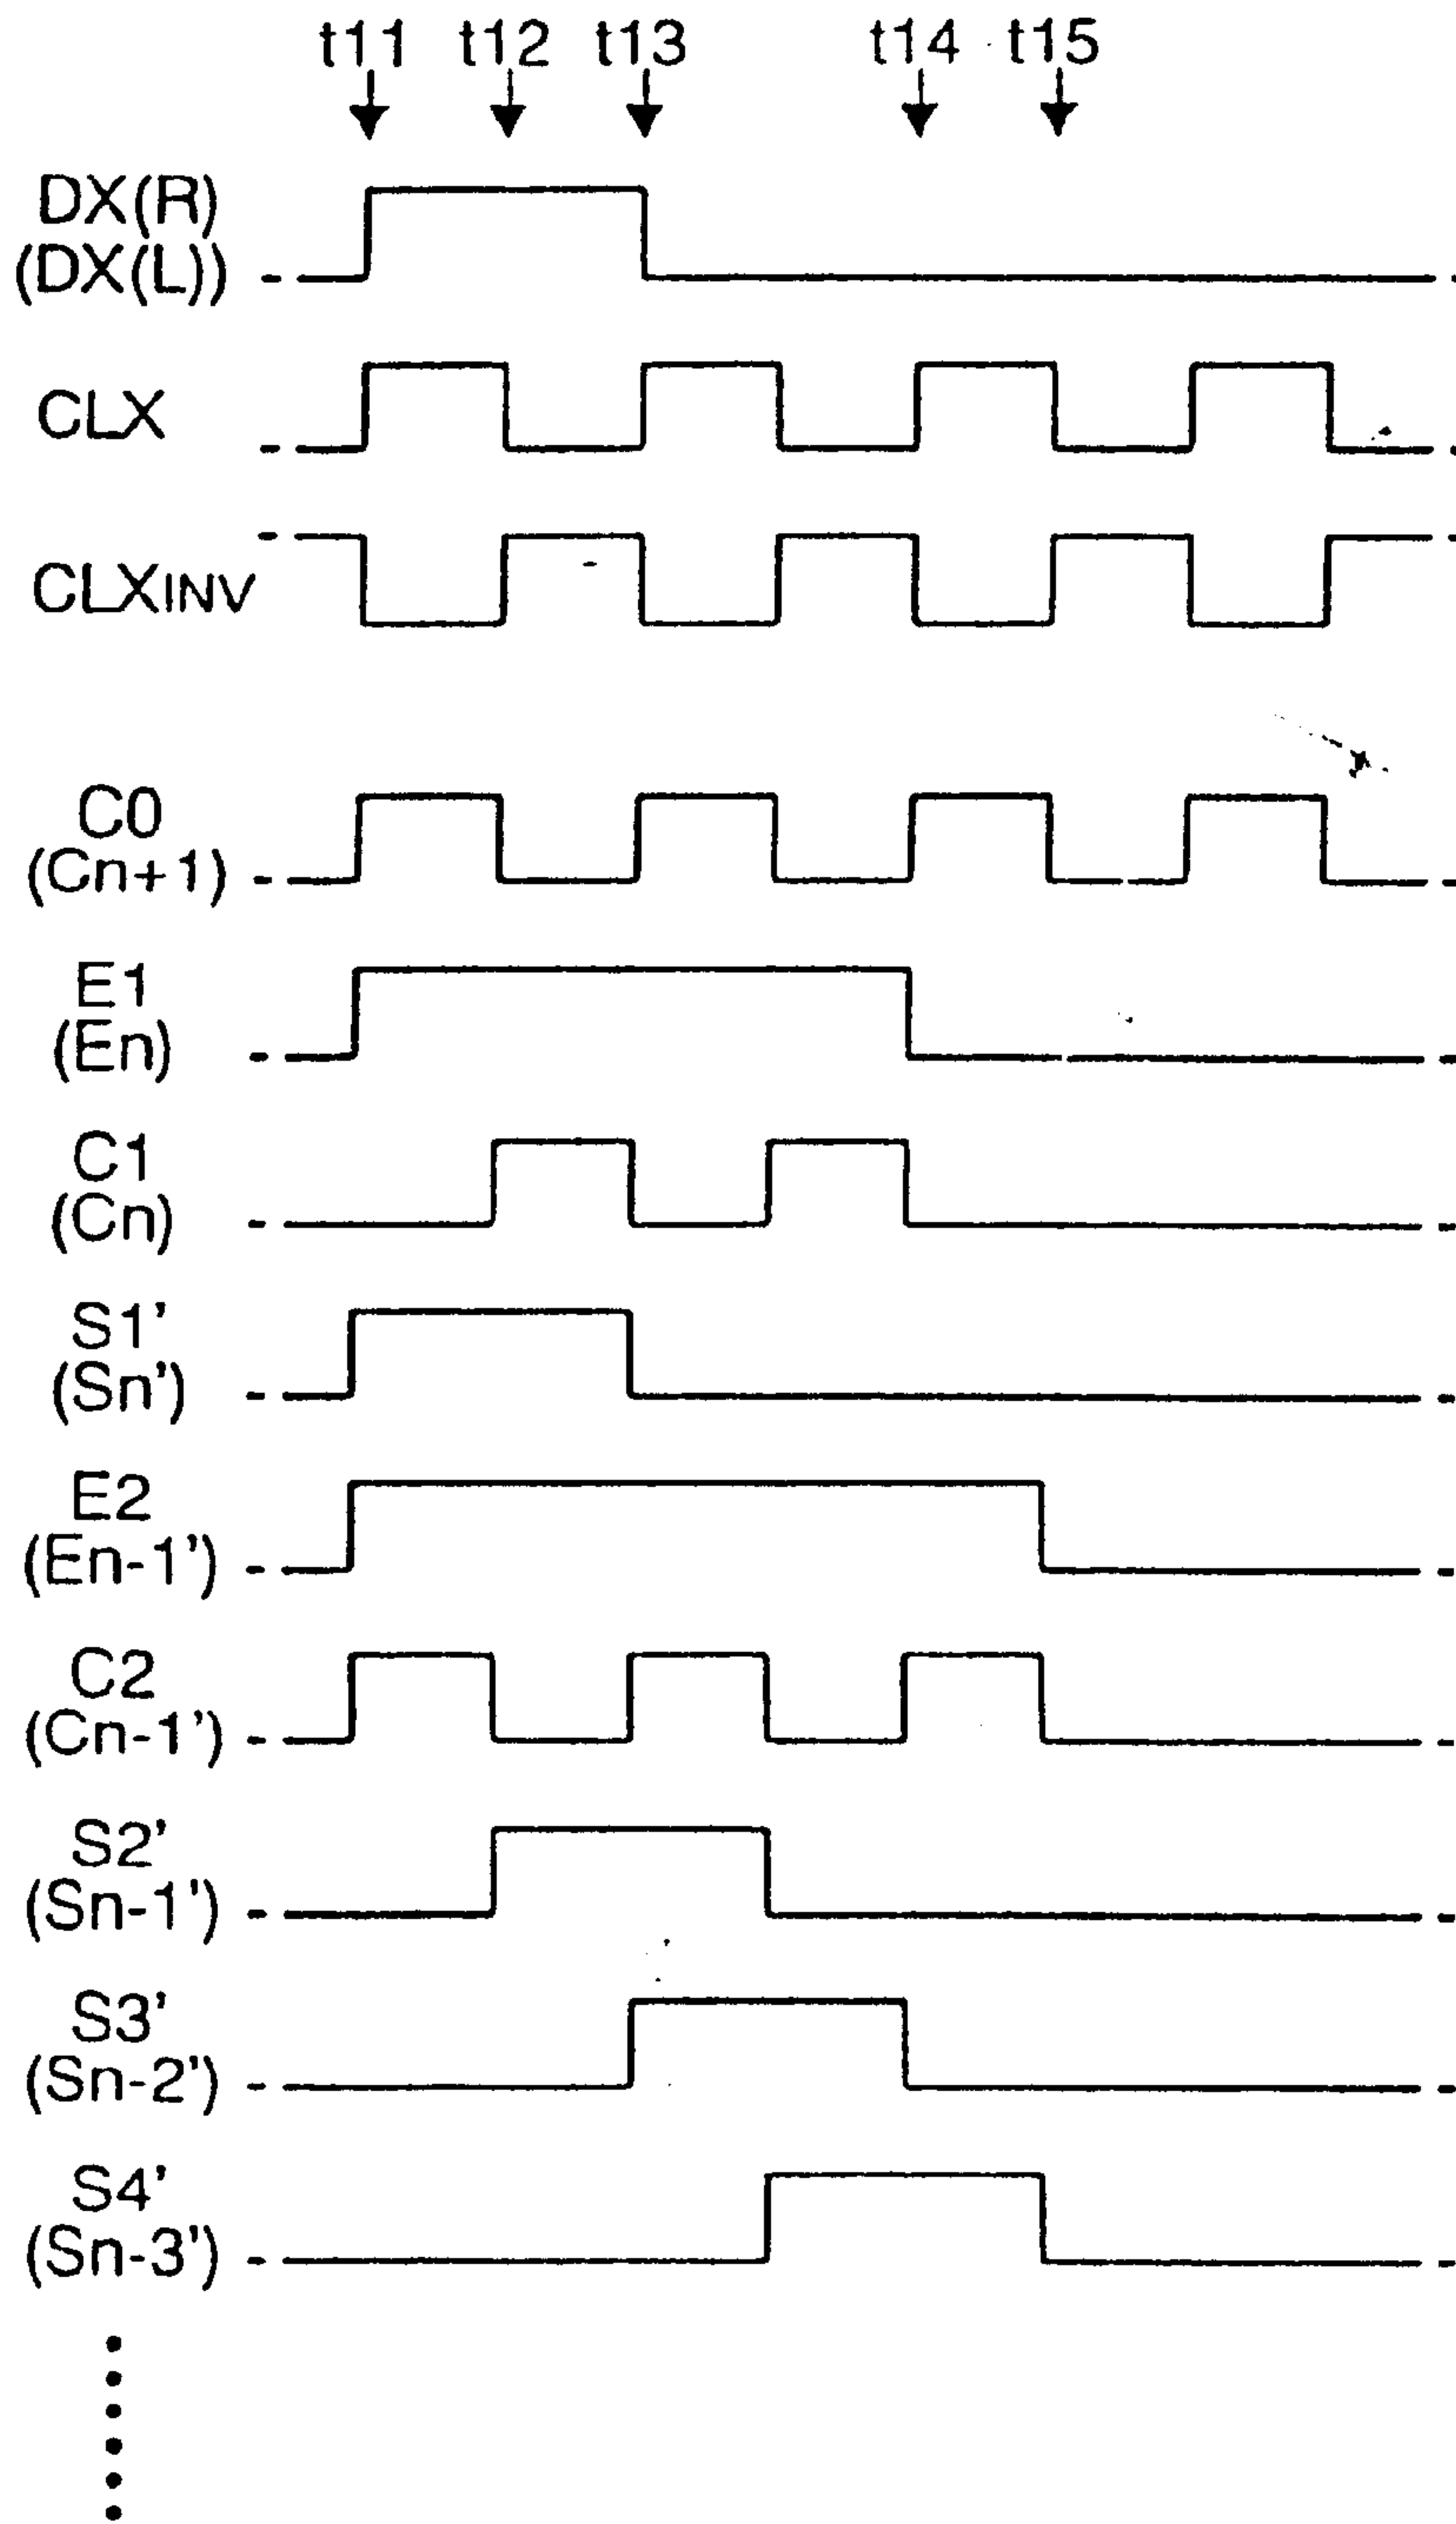 t11 t12 t13 t14 t15
DX(R)
(DX(L))
CLX
CLXINV
C0
(Cn+1)
E1
(En)
C1
(Cn)
S1'
(Sn')
E2
(En-1')
C2
(Cn-1')
S2'
(Sn-1')
S3'
(Sn-2')
S4'
(Sn-3')